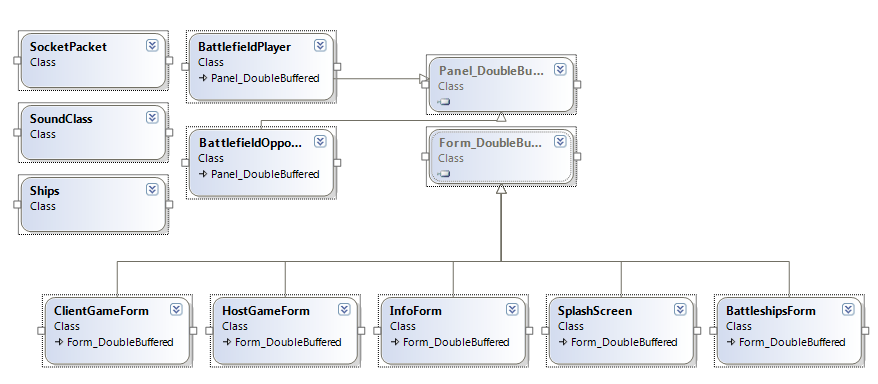 SocketPacket
Class
BattlefieldPlayer
Class
Panel_DoubleBuffered
Panel_DoubleBu...
Class
SoundClass
Class
BattlefieldOppo...
Class
Panel_DoubleBuffered
Form_DoubleBu...
Class
Ships
Class
ClientGameForm
Class
Form_DoubleBuffered
HostGameForm
Class
Form_DoubleBuffered
InfoForm
Class
Form_DoubleBuffered
SplashScreen
Class
Form_DoubleBuffered
BattleshipsForm
Class
Form_DoubleBuffered